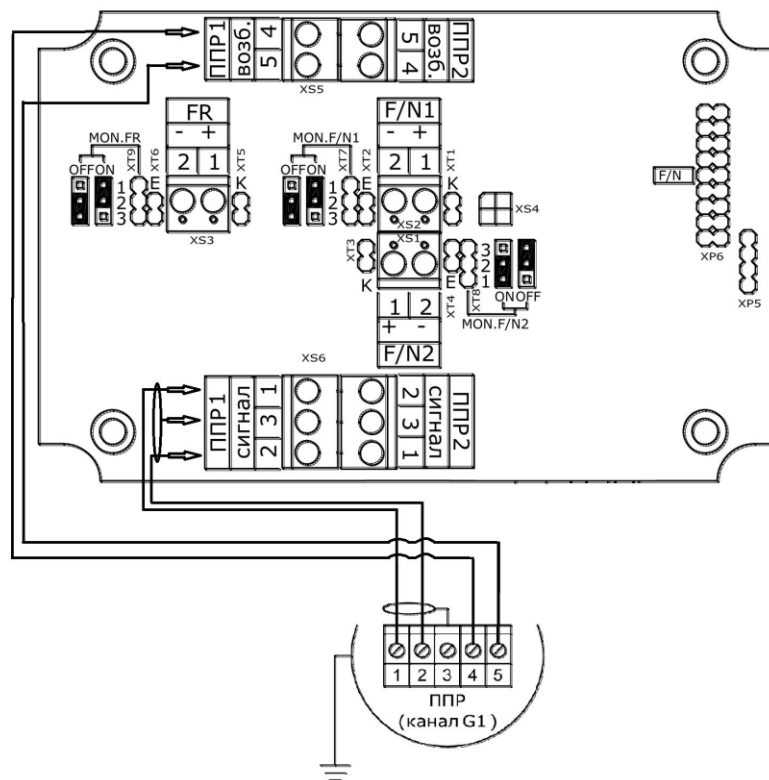 ППР1
возб.
4
5
XS5
5
4
возб.
ППР2
FR
- +
2 1
XS3
MON.FR
OFF ON
1
2
3
XT9
XT6
E
XT5
K
F/N1
- +
2 1
XS2
MON.F/N1
OFF ON
1
2
3
XT7
XT2
E
XT1
K
XS4
F/N
XP6
XP5
XS1
XT3
K
E
XT4
XT8
3
2
1
ON OFF
MON.F/N2
1 2
+ -
F/N2
XS6
ППР1
сигнал
1
3
2
2
3
1
сигнал
ППР2
1 2 3 4 5
ППР
(канал G1)